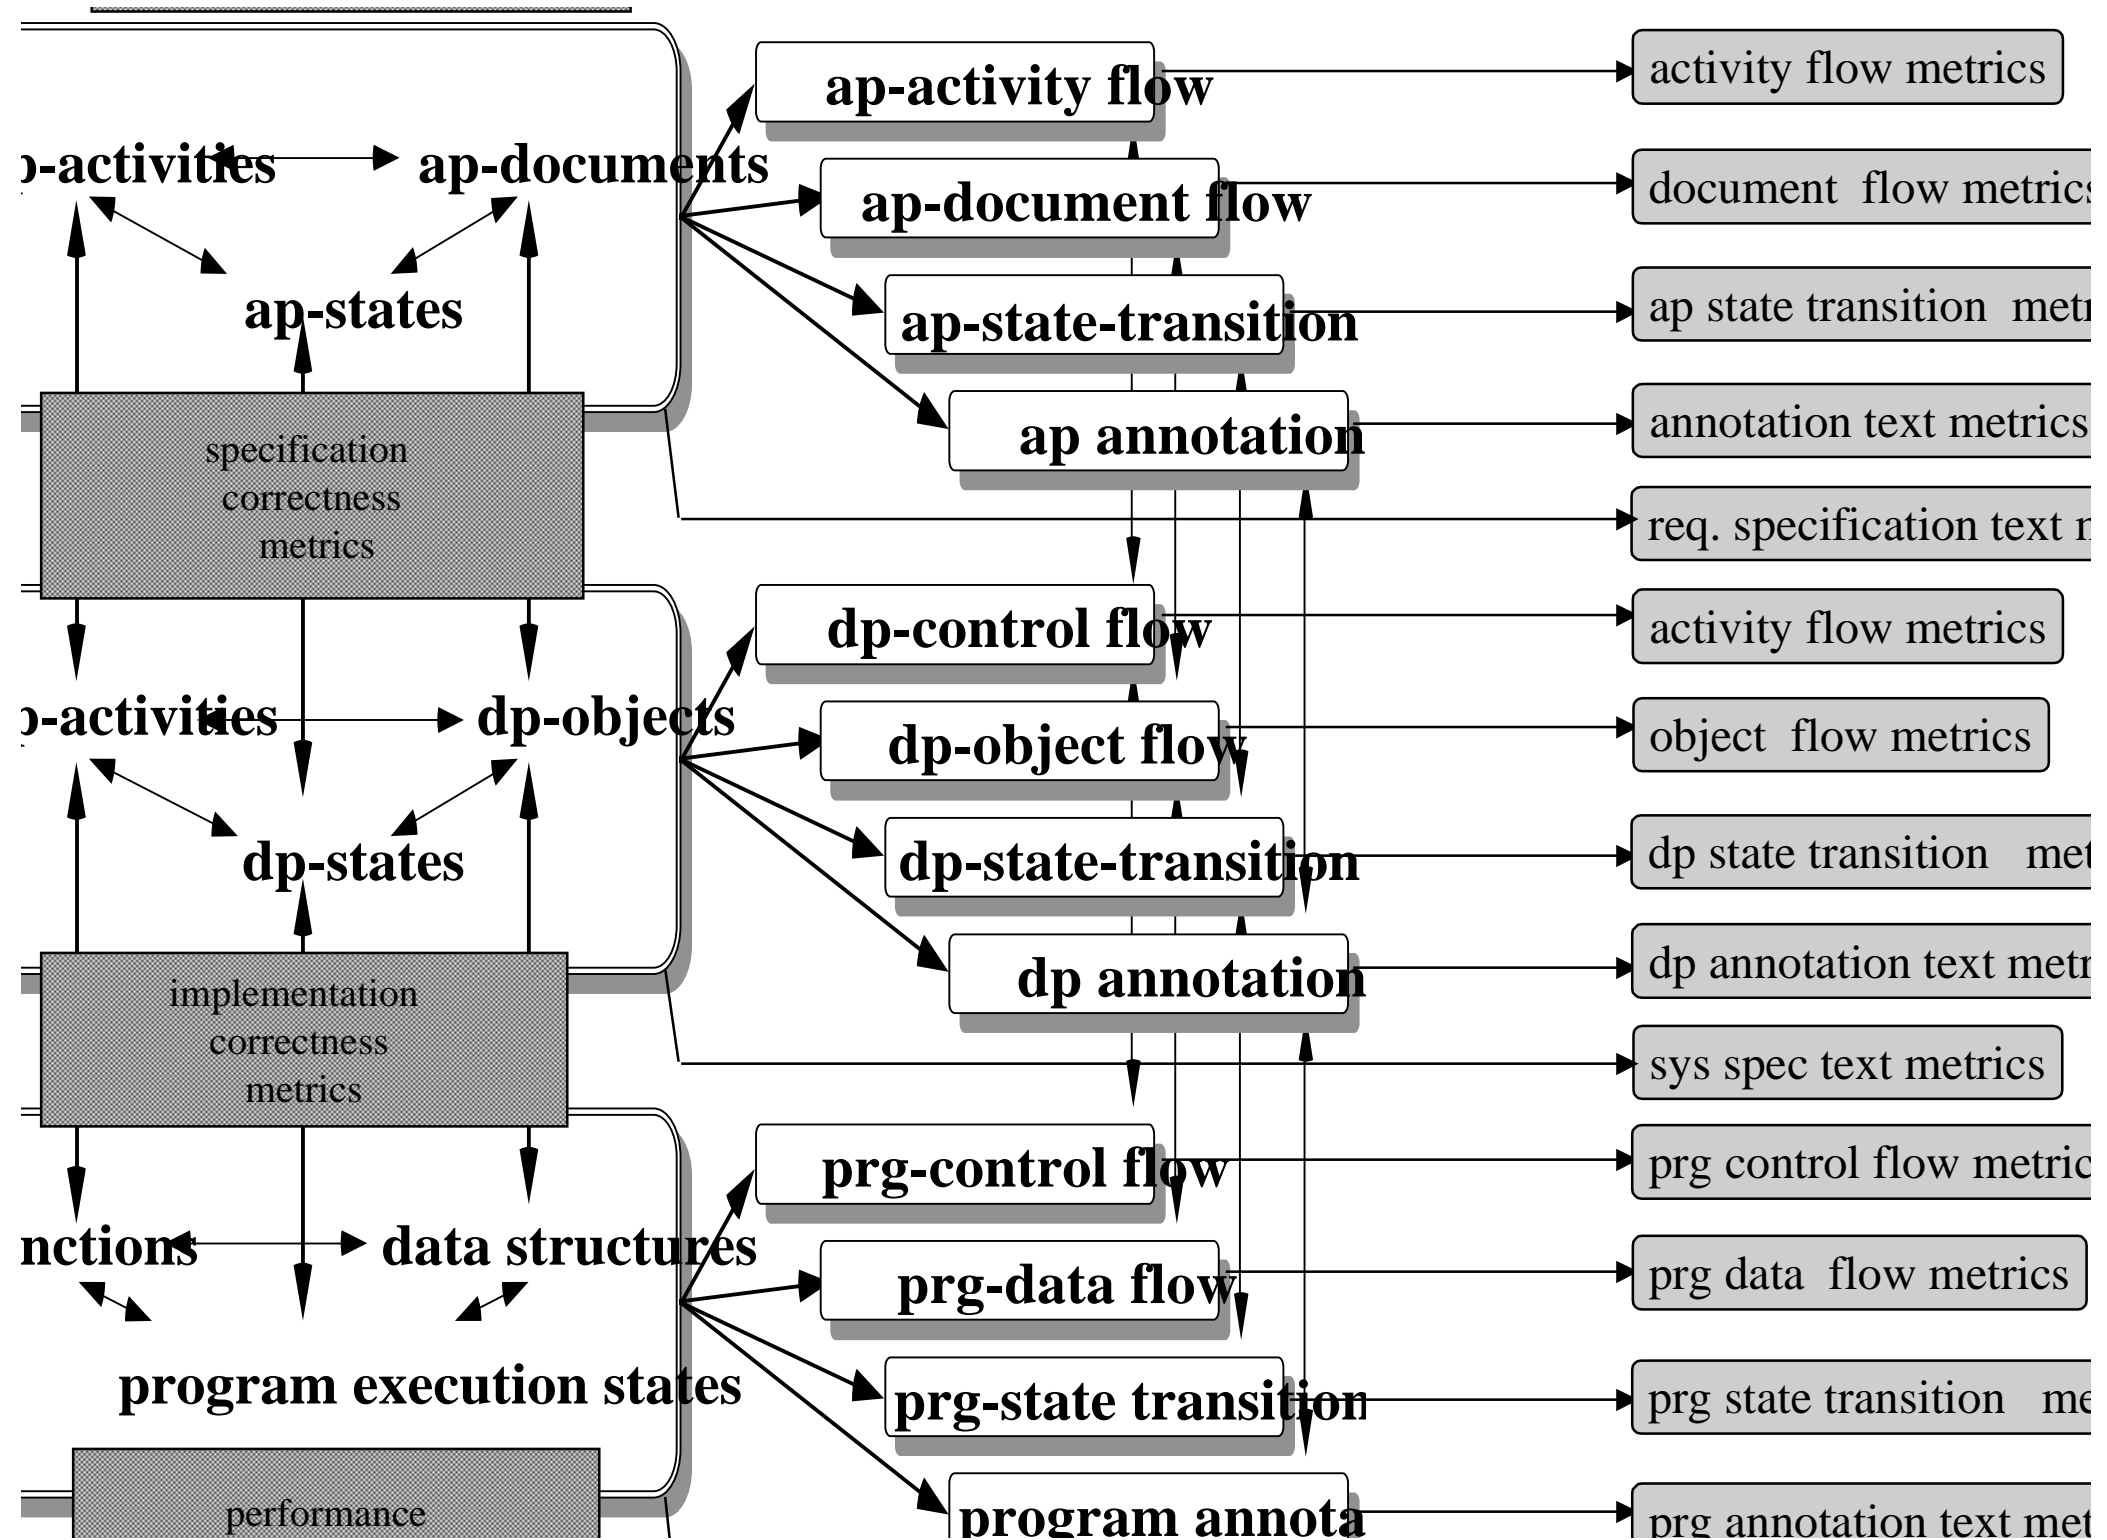 ap-activity flow
activity flow metrics
p-activities
ap-documents
ap-document flow
document flow metrics
ap-states
ap-state-transition
ap state transition metr
specification
correctness
metrics
ap annotation
annotation text metrics
req. specification text
dp-control flow
activity flow metrics
p-activities
dp-objects
dp-object flow
object flow metrics
dp-states
dp-state-transition
dp state transition met
implementation
correctness
metrics
dp annotation
dp annotation text metr
sys spec text metrics
prg-control flow
prg control flow metric
nctions
data structures
prg-data flow
prg data flow metrics
program execution states
prg-state transition
prg state transition me
performance
program annota
prg annotation text met